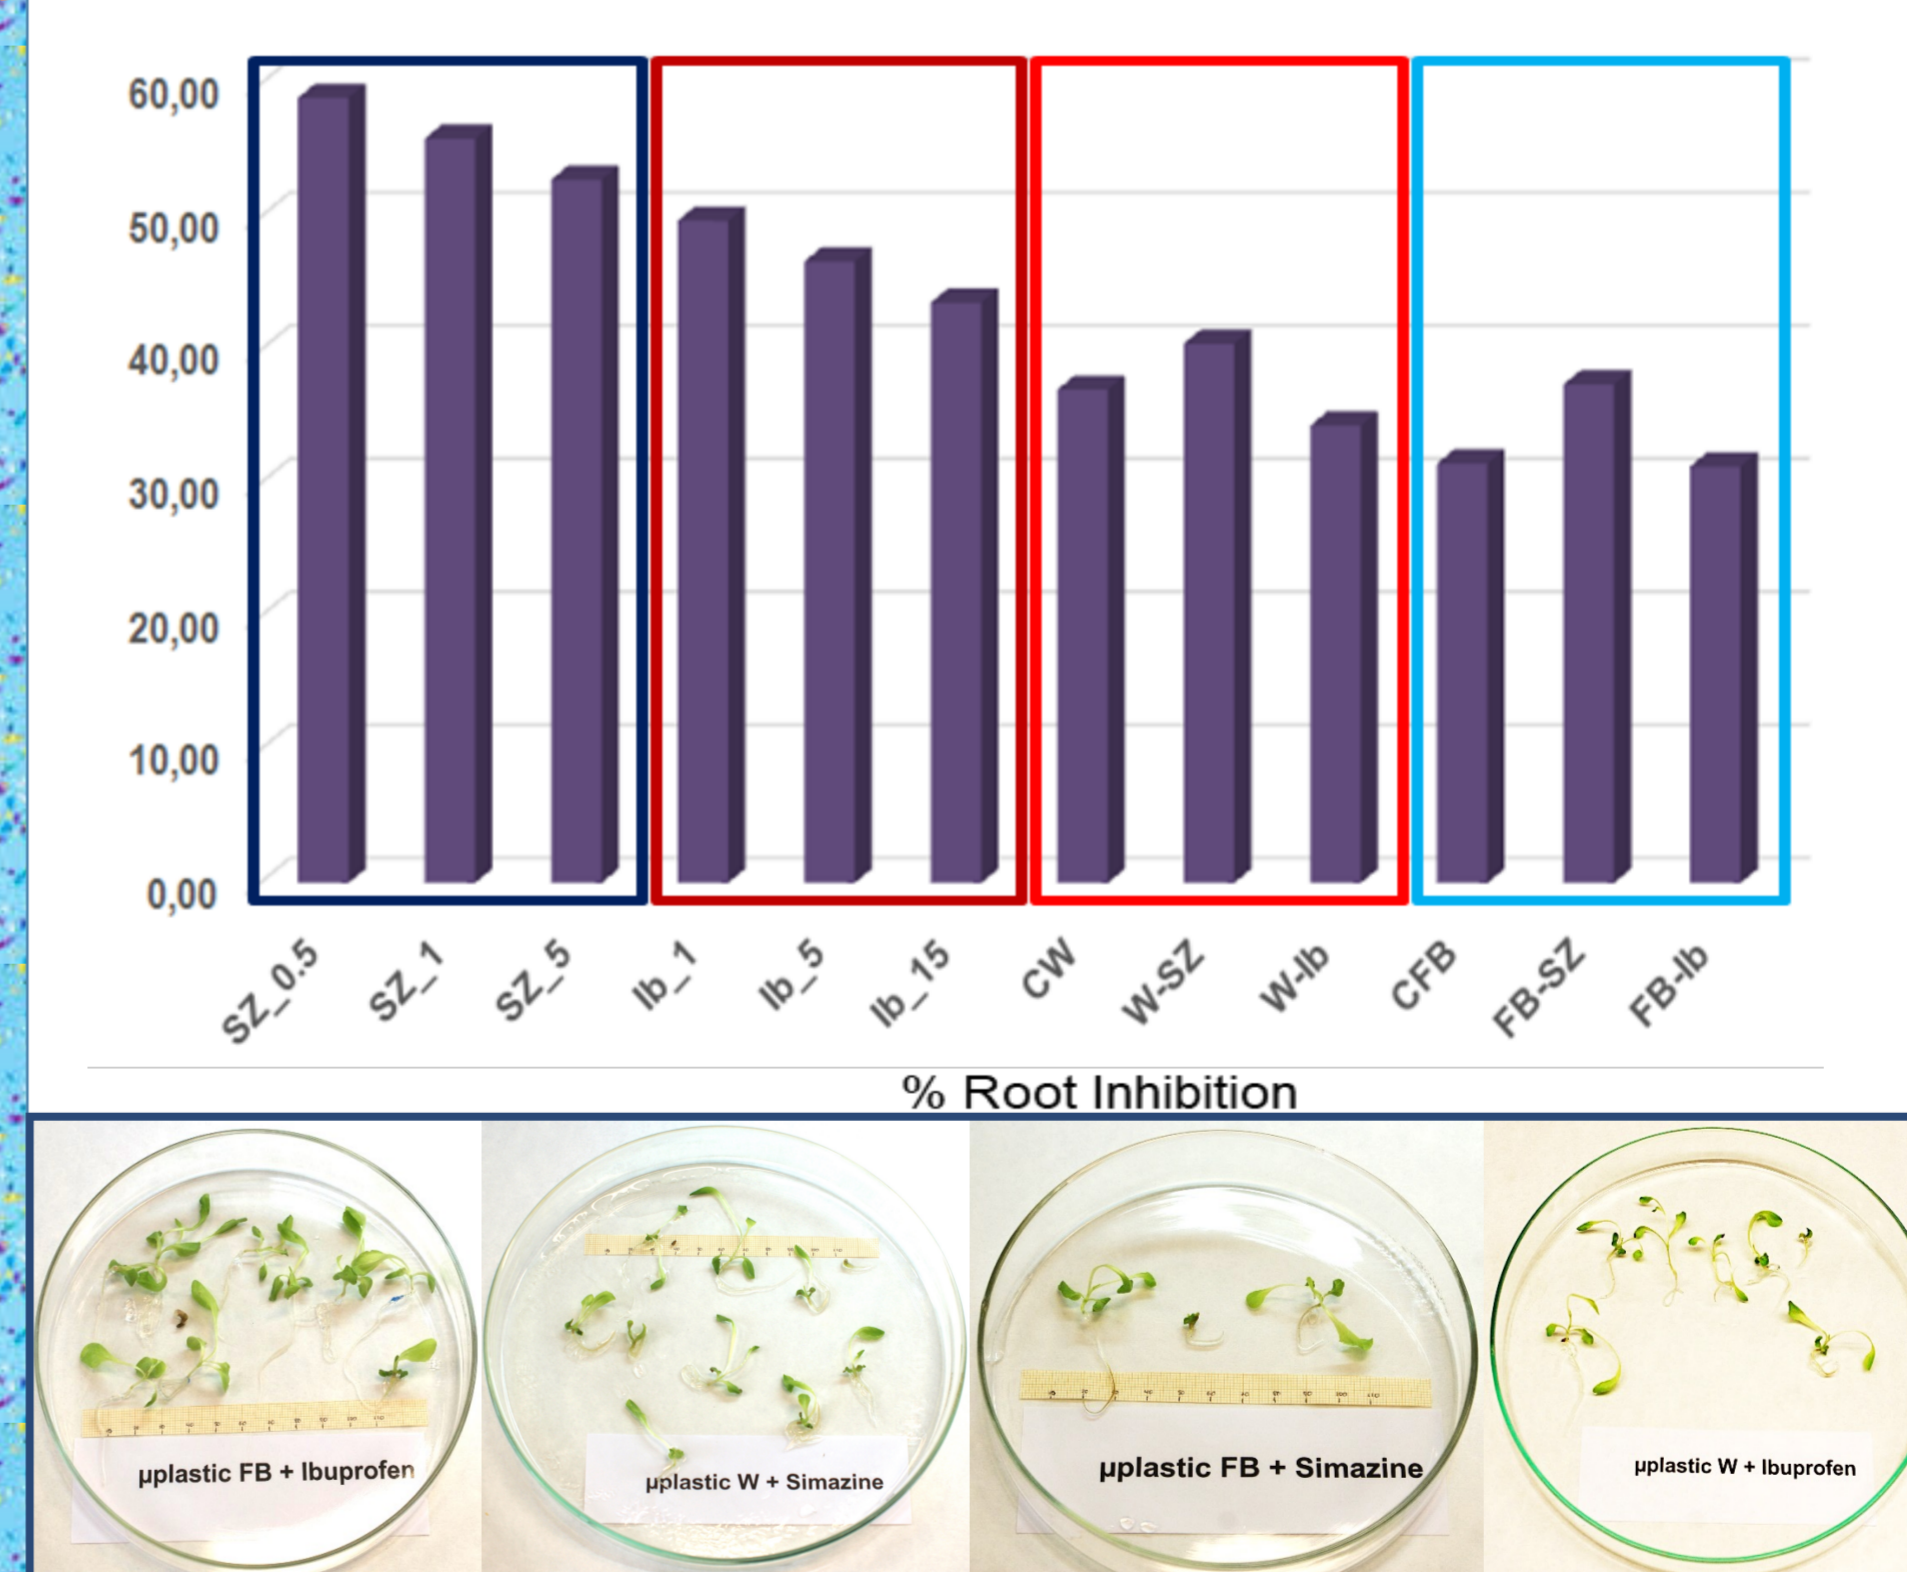 60,00
50,00
40,00
30,00
20,00
10,00
0,00
SZ_0.5
SZ_1
SZ_5
Ib_1
Ib_5
Ib_15
CW
W-SZ
W-Ib
CFB
FB-SZ
FB-Ib
% Root Inhibition
µplastic FB + Ibuprofen
µplastic W + Simazine
µplastic FB + Simazine
µplastic W + Ibuprofen